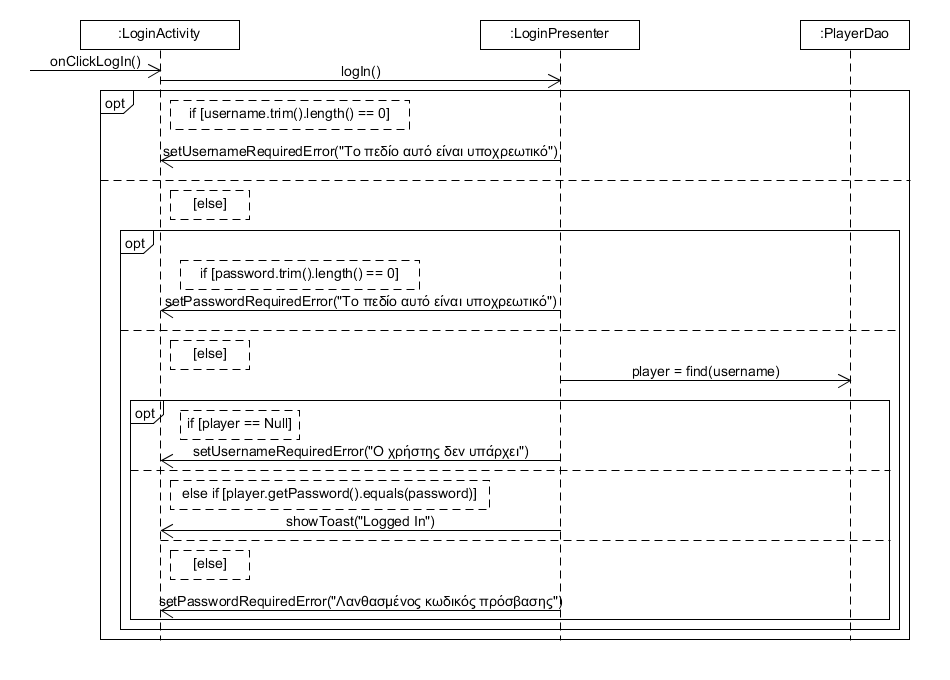 :LoginActivity
:LoginPresenter
:PlayerDao
onClickLogIn()
logIn()
opt
if [username.trim().length() == 0]
setUsernameRequiredError("Το πεδίο αυτό είναι υποχρεωτικό")
[else]
opt
if [password.trim().length() == 0]
setPasswordRequiredError("Το πεδίο αυτό είναι υποχρεωτικό")
[else]
player = find(username)
opt
if [player == Null]
setUsernameRequiredError("Ο χρήστης δεν υπάρχει")
else if [player.getPassword().equals(password)]
showToast("Logged In")
[else]
setPasswordRequiredError("Λανθασμένος κωδικός πρόσβασης")